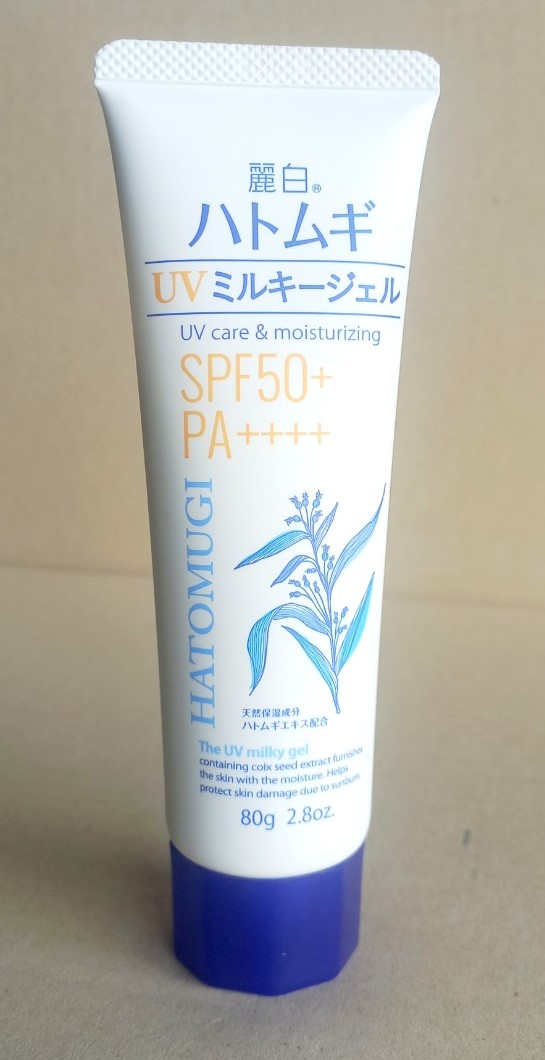 麗白®
ハトムギ
UVミルキージェル
UV care & moisturizing
SPF50+
PA++++
HATOMUGI
天然保湿成分
ハトムギエキス配合
The UV milky gel
containing coix seed extract furnishes
the skin with the moisture. Helps
protect skin damage due to sunburn.
80g 2.8oz.